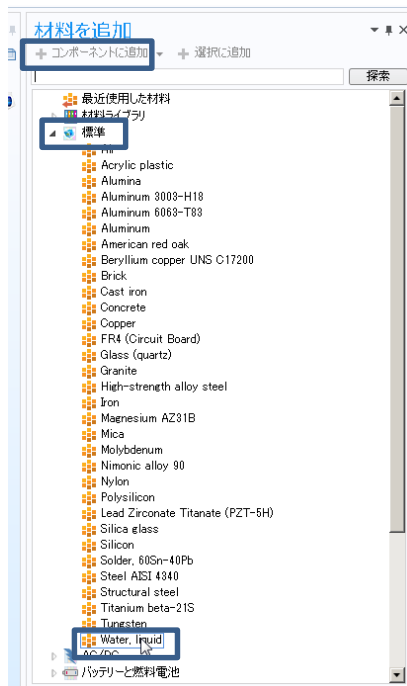 材料を追加
+ コンポーネントに追加 + 選択に追加
探索
最近使用した材料
材料ライブラリ
標準
Air
Acrylic plastic
Alumina
Aluminum 3003-H18
Aluminum 6063-T83
Aluminum
American red oak
Beryllium copper UNS C17200
Brick
Cast iron
Concrete
Copper
FR4 (Circuit Board)
Glass (quartz)
Granite
High-strength alloy steel
Iron
Magnesium AZ31B
Mica
Molybdenum
Nimonic alloy 90
Nylon
Polysilicon
Lead Zirconate Titanate (PZT-5H)
Silica glass
Silicon
Solder, 60Sn-40Pb
Steel AISI 4340
Structural steel
Titanium beta-21S
Tungsten
Water, liquid
AC/DC
バッテリーと燃料電池